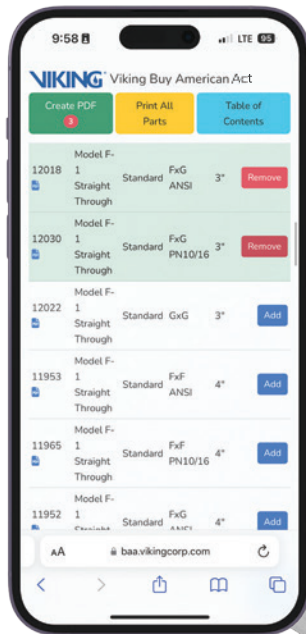 9:58 LTE 95
VIKING Viking Buy American Act
Create PDF Print All Table of
3 Parts Contents
Model F-
12018 1 Standard FxG 3" Remove
Straight ANSI
Through
Model F-
12030 1 Standard FxG 3" Remove
Straight PN10/16
Through
Model F-
12022 1 Standard GxG 3" Add
Straight
Through
Model F-
11953 1 Standard FxF 4" Add
Straight ANSI
Through
Model F-
11965 1 Standard FxF 4" Add
Straight PN10/16
Through
Model F-
11952 1 Standard FxG 4" Add
Straight ANSI
AA baa.vikingcorp.com